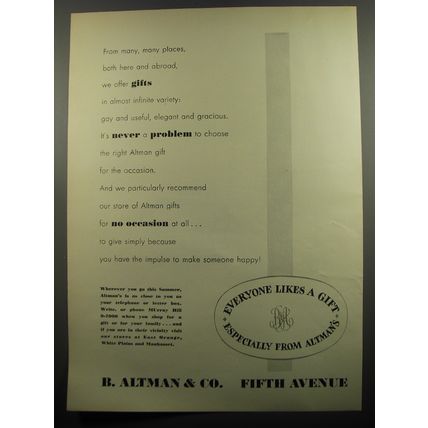 From many, many places,
both here and abroad,
we offer gifts
in almost infinite variety:
gay and useful, elegant and gracious.
It's never a problem to choose
the right Altman gift
for the occasion.
And we particularly recommend
our store of Altman gifts
for no occasion at all...
to give simply because
you have the impulse to make someone happy!
Wherever you go this Summer,
Altman's is as close to you as
your telephone or letter box.
Write, or phone MUrray Hill
9-7000 when you shop for a
gift or for your family...and
if you are in their vicinity visit
our stores at East Orange,
White Plains and Manhasset.
EVERYONE LIKES A GIFT
ESPECIALLY FROM ALTMAN'S
B. ALTMAN & CO. FIFTH AVENUE